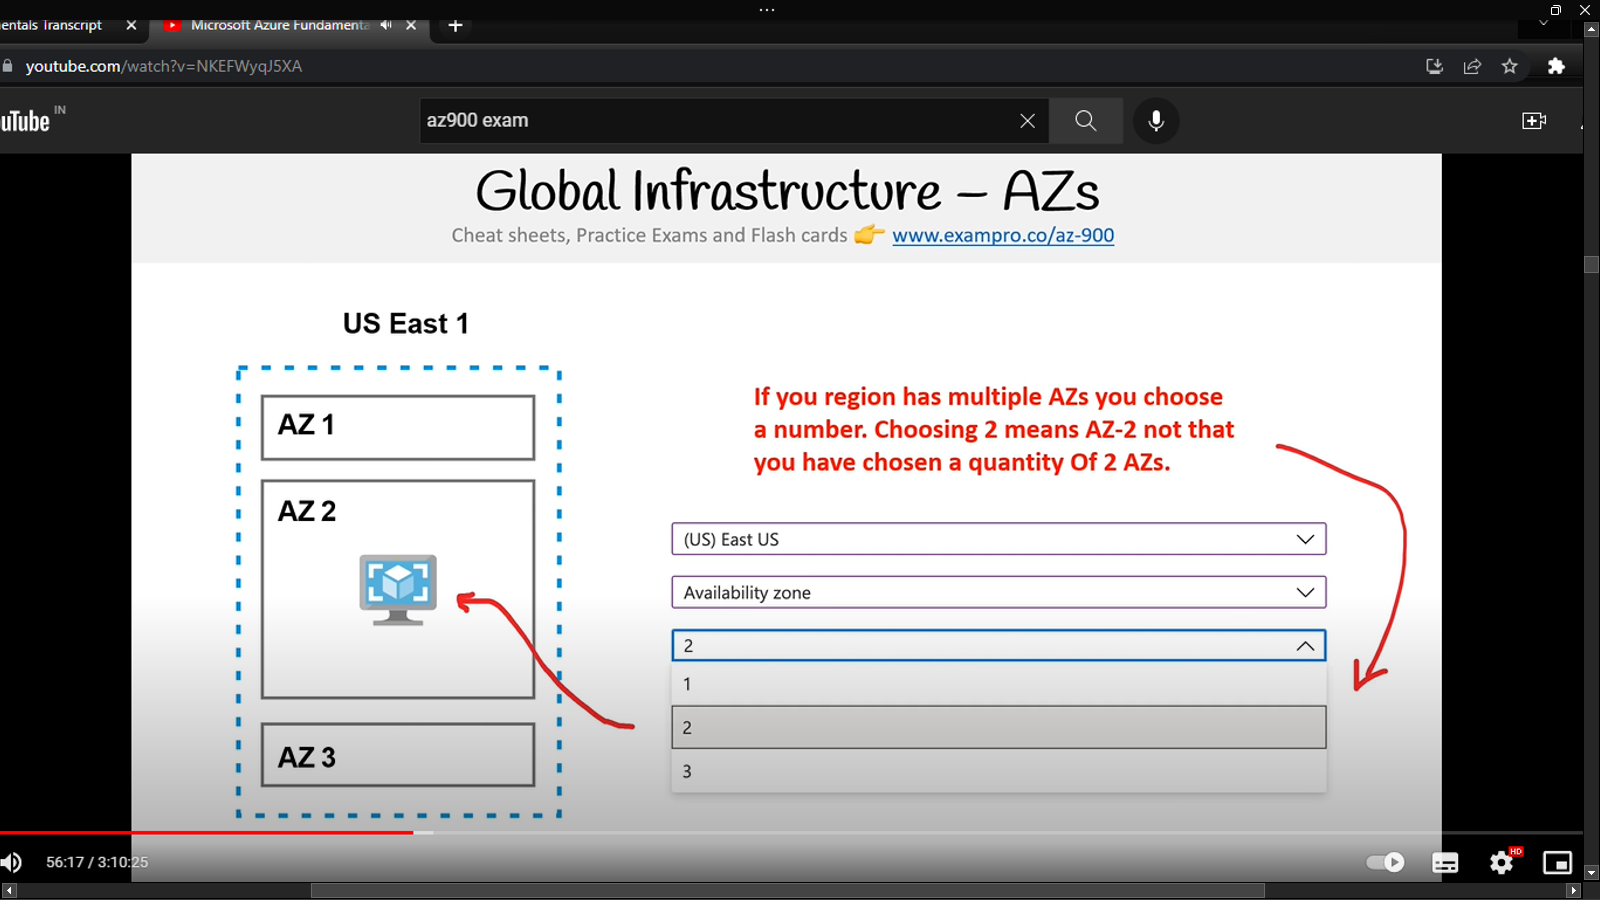 entals Transcript
Microsoft Azure Fundamenta
youtube.com/watch?v=NKEFWyqJ5XA
uTube IN
az900 exam
Global Infrastructure – AZs
Cheat sheets, Practice Exams and Flash cards 👉 www.exampro.co/az-900
US East 1
AZ 1
AZ 2
AZ 3
If you region has multiple AZs you choose
a number. Choosing 2 means AZ-2 not that
you have chosen a quantity Of 2 AZs.
(US) East US
Availability zone
2
1
2
3
56:17 / 3:10:25
HD